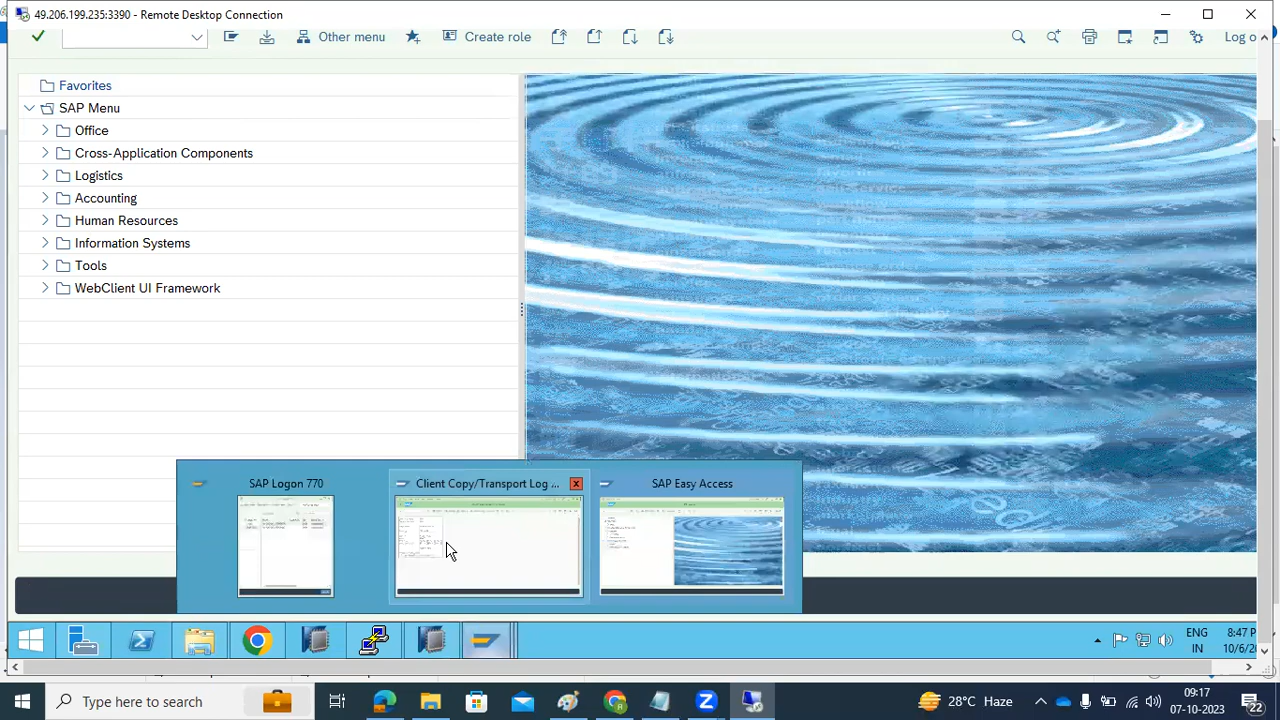 49.206.199.235:3390 - Remote Desktop Connection
Other menu
Create role
Log o
Favorites
SAP Menu
Office
Cross-Application Components
Logistics
Accounting
Human Resources
Information Systems
Tools
WebClient UI Framework
SAP Logon 770
Client Copy/Transport Log ...
SAP Easy Access
ENG
IN
8:47 P
10/6/20
Type here to search
28°C Haze
09:17
07-10-2023
22